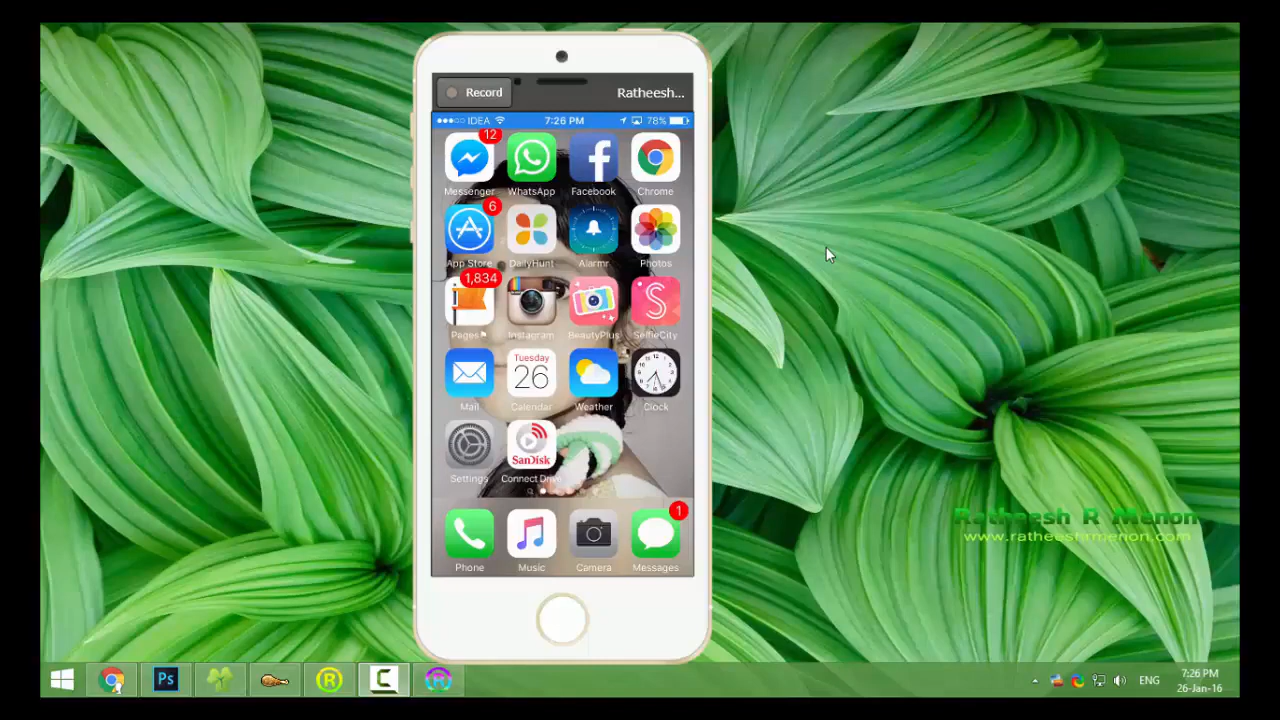 Record
Ratheesh...
IDEA
7:26 PM
78%
12
Messenger
WhatsApp
Facebook
Chrome
6
App Store
DailyHunt
Alarmr
Photos
1,834
Pages
Instagram
BeautyPlus
SelfieCity
Tuesday
26
Mail
Calendar
Weather
Clock
SanDisk
Settings
Connect Drive
1
Phone
Music
Camera
Messages
Ratheesh R Menon
www.ratheeshrmenon.com
Ps
ENG
7:26 PM
26-Jan-16